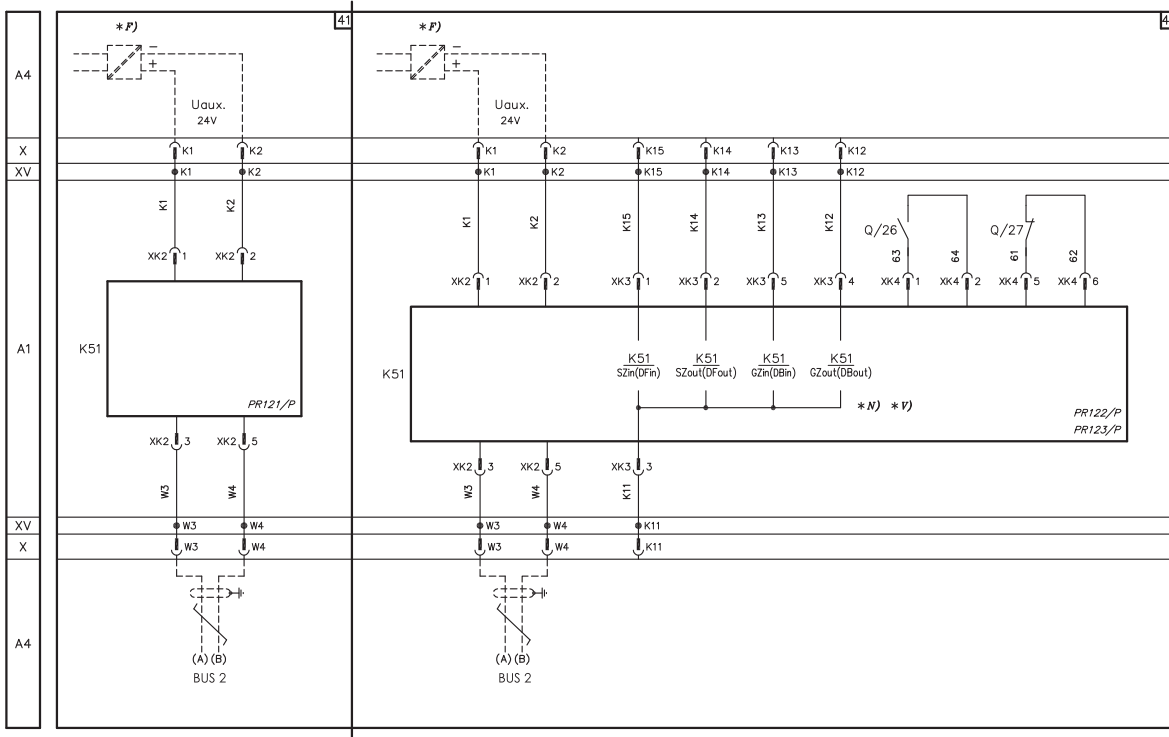 *F) 41 *F) 4
A4
− −
+ +
Uaux. Uaux.
24V 24V
X K1 K2 K1 K2 K15 K14 K13 K12
XV K1 K2 K1 K2 K15 K14 K13 K12
K1 K2 K1 K2 K15 K14 K13 K12 Q/26 63 64 Q/27 61 62
XK2 1 XK2 2 XK2 1 XK2 2 XK3 1 XK3 2 XK3 5 XK3 4 XK4 1 XK4 2 XK4 5 XK4 6
A1 K51 K51 K51 K51 K51 K51
SZin(DFin) SZout(DFout) GZin(DBin) GZout(DBout)
PR121/P *N) *V) PR122/P
PR123/P
XK2 3 XK2 5 XK2 3 XK2 5 XK3 3
W3 W4 W3 W4 K11
XV W3 W4 W3 W4 K11
X W3 W4 W3 W4 K11
A4
(A) (B) (A) (B)
BUS 2 BUS 2